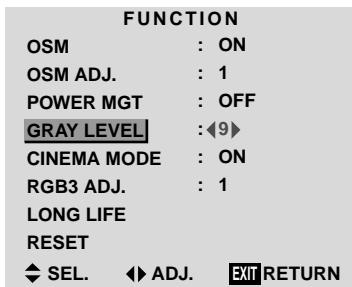 FUNCTION
OSM : ON
OSM ADJ. : 1
POWER MGT : OFF
GRAY LEVEL : 9
CINEMA MODE : ON
RGB3 ADJ. : 1
LONG LIFE
RESET
SEL. ADJ. EXIT RETURN